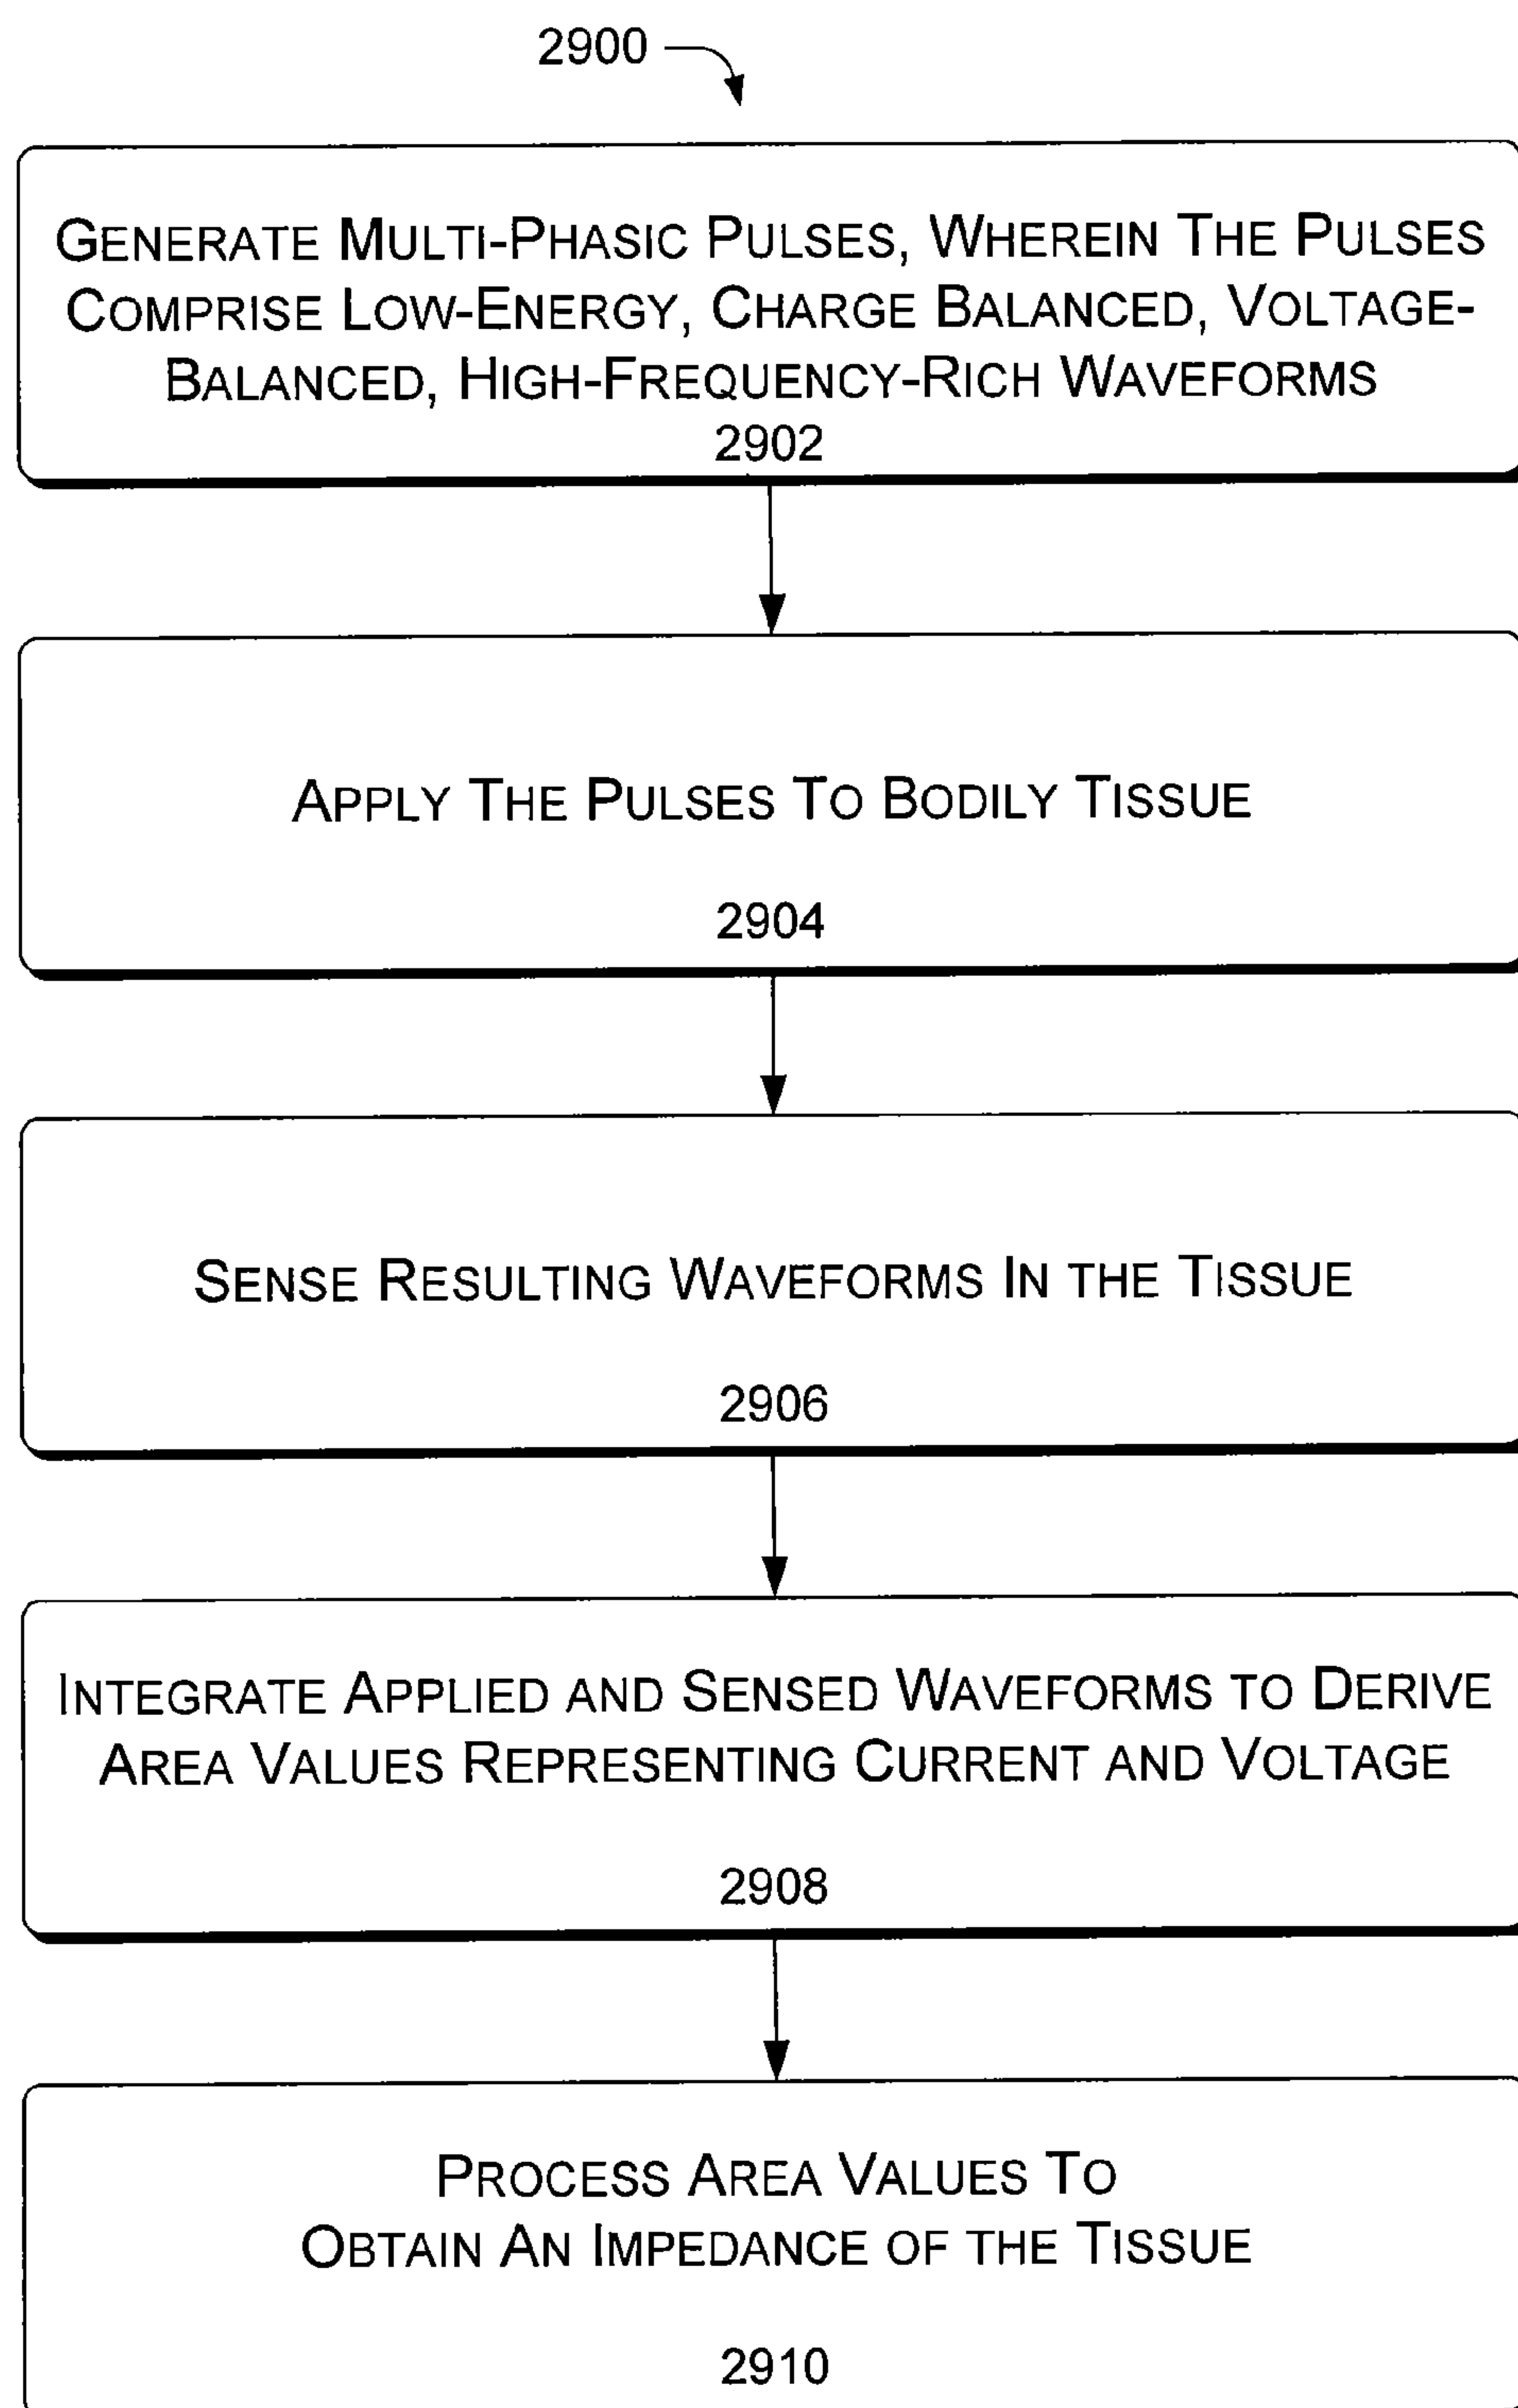 2900
GENERATE MULTI-PHASIC PULSES, WHEREIN THE PULSES
COMPRISE LOW-ENERGY, CHARGE BALANCED, VOLTAGE-
BALANCED, HIGH-FREQUENCY-RICH WAVEFORMS
2902
APPLY THE PULSES TO BODILY TISSUE
2904
SENSE RESULTING WAVEFORMS IN THE TISSUE
2906
INTEGRATE APPLIED AND SENSED WAVEFORMS TO DERIVE
AREA VALUES REPRESENTING CURRENT AND VOLTAGE
2908
PROCESS AREA VALUES TO
OBTAIN AN IMPEDANCE OF THE TISSUE
2910